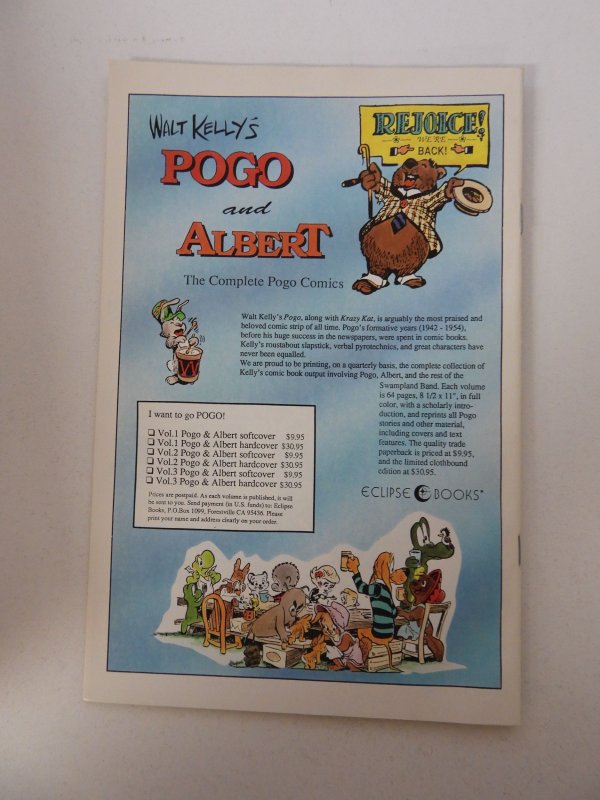 WALT KELLY'S
POGO
and
ALBERT
The Complete Pogo Comics
REJOICE!
WE'RE
BACK!
Walt Kelly's Pogo, along with Krazy Kat, is arguably the most praised and
beloved comic strip of all time. Pogo's formative years (1942 - 1954),
before his huge success in the newspapers, were spent in comic books.
Kelly's roustabout slapstick, verbal pyrotechnics, and great characters have
never been equalled.
We are proud to be printing, on a quarterly basis, the complete collection of
Kelly's comic book output involving Pogo, Albert, and the rest of the
Swampland Band. Each volume
is 64 pages, 8 1/2 x 11", in full
color, with a scholarly intro-
duction, and reprints all Pogo
stories and other material,
including covers and text
features. The quality trade
paperback is priced at $9.95,
and the limited clothbound
edition at $30.95.
I want to go POGO!
❏ Vol.1 Pogo & Albert softcover $9.95
❏ Vol.1 Pogo & Albert hardcover $30.95
❏ Vol.2 Pogo & Albert softcover $9.95
❏ Vol.2 Pogo & Albert hardcover $30.95
❏ Vol.3 Pogo & Albert softcover $9.95
❏ Vol.3 Pogo & Albert hardcover $30.95
Prices are postpaid. As each volume is published, it will
be sent to you. Send payment (in U.S. funds) to: Eclipse
Books, P.O.Box 1099, Forestville CA 95436. Please
print your name and address clearly on your order.
ECLIPSE BOOKS